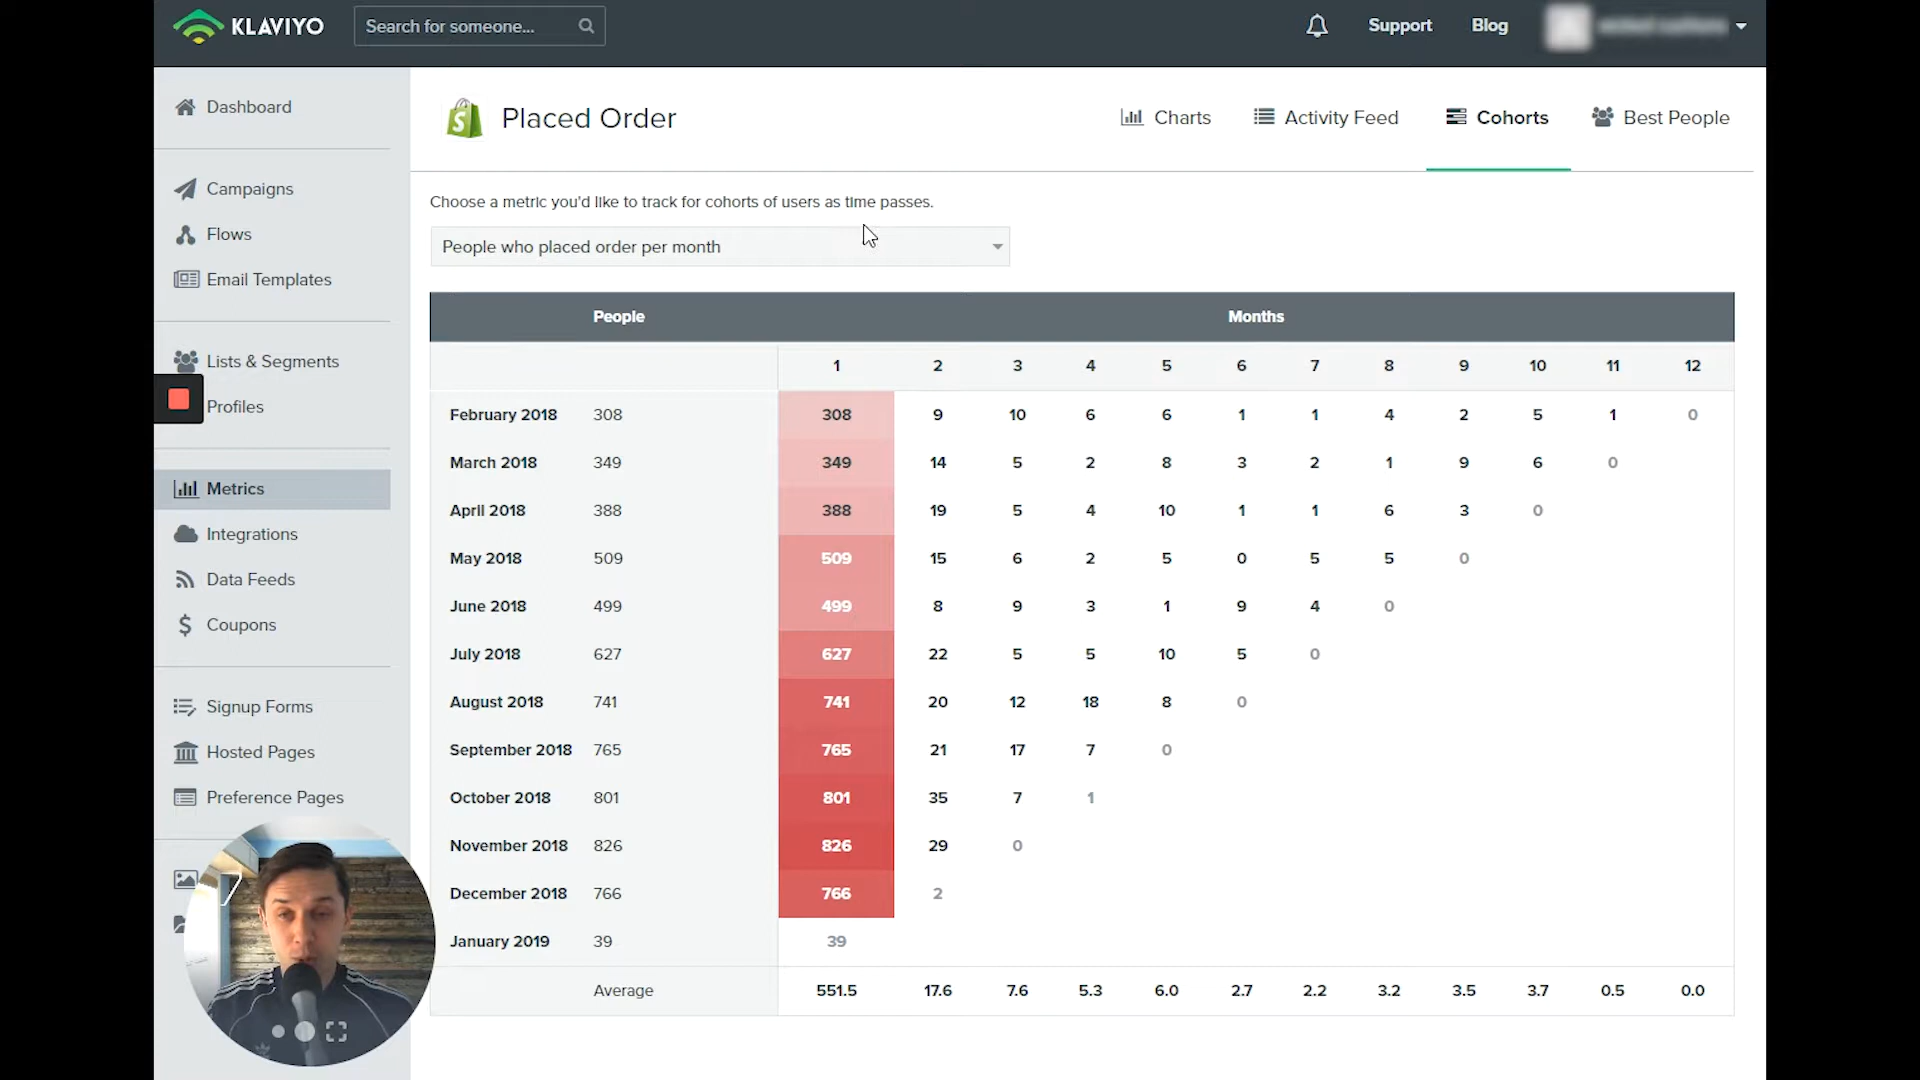 KLAVIYO Search for someone... Support Blog
Dashboard
Campaigns
Flows
Email Templates
Lists & Segments
Profiles
Metrics
Integrations
Data Feeds
Coupons
Signup Forms
Hosted Pages
Preference Pages
Placed Order Charts Activity Feed Cohorts Best People
Choose a metric you'd like to track for cohorts of users as time passes.
People who placed order per month
People Months
1 2 3 4 5 6 7 8 9 10 11 12
February 2018 308 308 9 10 6 6 1 1 4 2 5 1 0
March 2018 349 349 14 5 2 8 3 2 1 9 6 0
April 2018 388 388 19 5 4 10 1 1 6 3 0
May 2018 509 509 15 6 2 5 0 5 5 0
June 2018 499 499 8 9 3 1 9 4 0
July 2018 627 627 22 5 5 10 5 0
August 2018 741 741 20 12 18 8 0
September 2018 765 765 21 17 7 0
October 2018 801 801 35 7 1
November 2018 826 826 29 0
December 2018 766 766 2
January 2019 39 39
Average 551.5 17.6 7.6 5.3 6.0 2.7 2.2 3.2 3.5 3.7 0.5 0.0